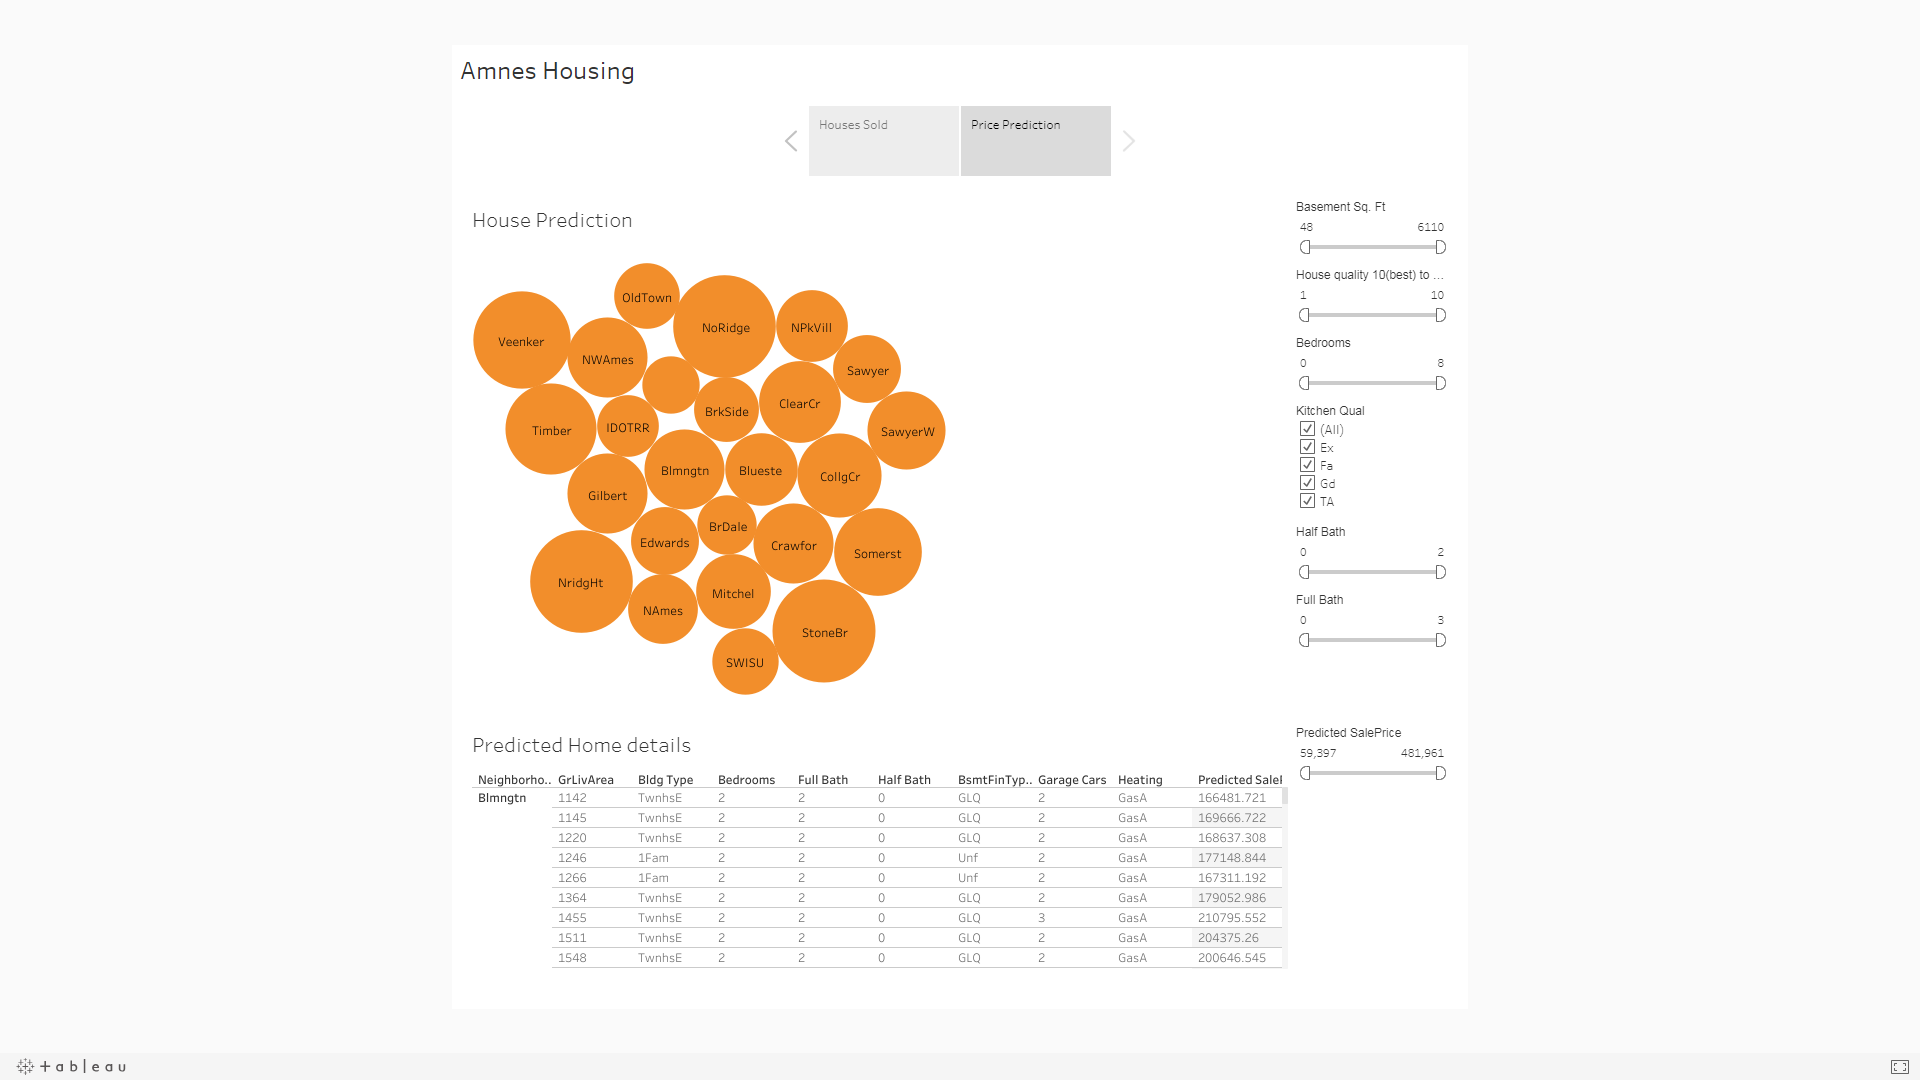 Amnes Housing
Houses Sold
Price Prediction
House Prediction
OldTown
NoRidge
NPkVill
Veenker
NWAmes
Sawyer
BrkSide
ClearCr
Timber
IDOTRR
SawyerW
Blmngtn
Blueste
CollgCr
Gilbert
BrDale
Edwards
Crawfor
Somerst
NridgHt
Mitchel
NAmes
StoneBr
SWISU
Basement Sq. Ft
48 6110
House quality 10(best) to ...
1 10
Bedrooms
0 8
Kitchen Qual
(All)
Ex
Fa
Gd
TA
Half Bath
0 2
Full Bath
0 3
Predicted SalePrice
59,397 481,961
Predicted Home details
Neighborho.. GrLivArea Bldg Type Bedrooms Full Bath Half Bath BsmtFinTyp.. Garage Cars Heating Predicted Salel
Blmngtn 1142 TwnhsE 2 2 0 GLQ 2 GasA 166481.721
1145 TwnhsE 2 2 0 GLQ 2 GasA 169666.722
1220 TwnhsE 2 2 0 GLQ 2 GasA 168637.308
1246 1Fam 2 2 0 Unf 2 GasA 177148.844
1266 1Fam 2 2 0 Unf 2 GasA 167311.192
1364 TwnhsE 2 2 0 GLQ 2 GasA 179052.986
1455 TwnhsE 2 2 0 GLQ 3 GasA 210795.552
1511 TwnhsE 2 2 0 GLQ 2 GasA 204375.26
1548 TwnhsE 2 2 0 GLQ 2 GasA 200646.545
+ableau